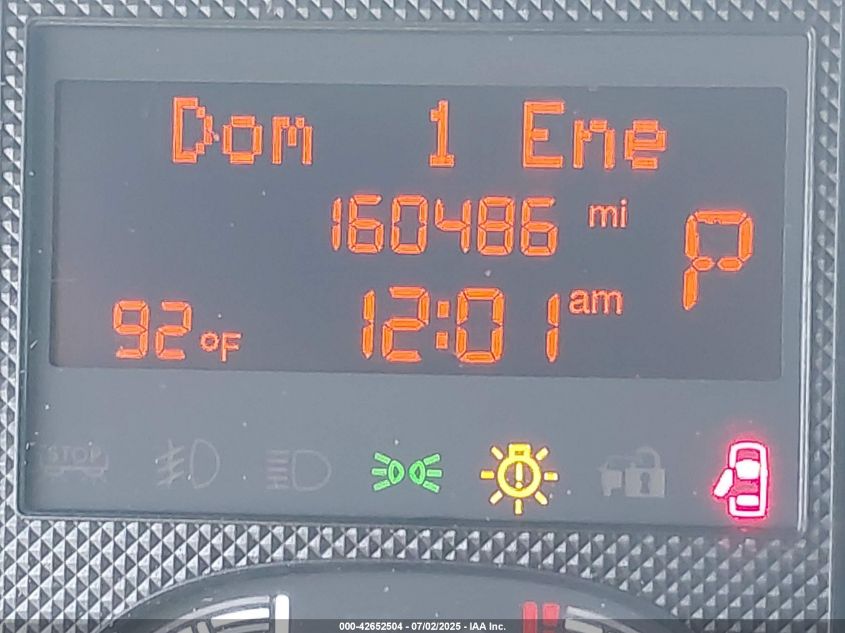 Dom 1 Ene
160486 mi
P
92 °F 12:01 am
STOP
000-42652504 - 07/02/2025 - IAA Inc.